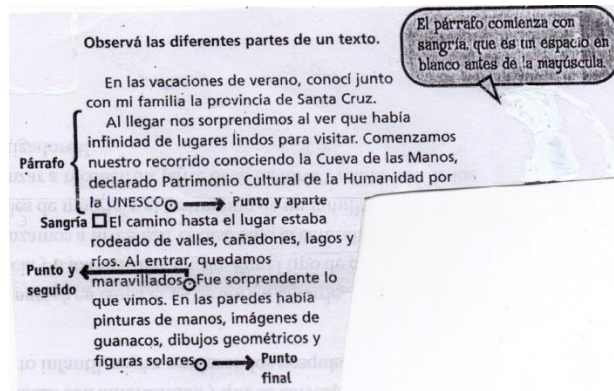 Observá las diferentes partes de un texto.
El párrafo comienza con
sangría, que es un espacio en
blanco antes de la mayúscula.
En las vacaciones de verano, conocí junto
con mi familia la provincia de Santa Cruz.
Al llegar nos sorprendimos al ver que había
infinidad de lugares lindos para visitar. Comenzamos
Párrafo
nuestro recorrido conociendo la Cueva de las Manos,
declarado Patrimonio Cultural de la Humanidad por
la UNESCO. Punto y aparte
Sangría El camino hasta el lugar estaba
rodeado de valles, cañadones, lagos y
ríos. Al entrar, quedamos
Punto y
seguido
maravillados. Fue sorprendente lo
que vimos. En las paredes había
pinturas de manos, imágenes de
guanacos, dibujos geométricos y
figuras solares. Punto
final